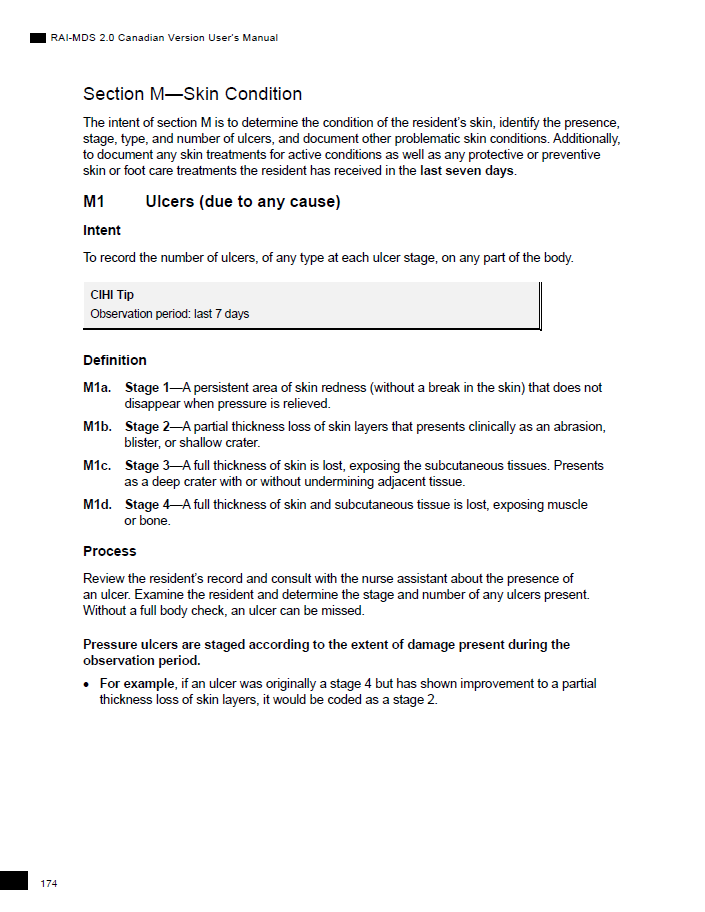 RAI-MDS 2.0 Canadian Version User's Manual
Section M—Skin Condition
The intent of section M is to determine the condition of the resident's skin, identify the presence,
stage, type, and number of ulcers, and document other problematic skin conditions. Additionally,
to document any skin treatments for active conditions as well as any protective or preventive
skin or foot care treatments the resident has received in the last seven days.
M1 Ulcers (due to any cause)
Intent
To record the number of ulcers, of any type at each ulcer stage, on any part of the body.
CIHI Tip
Observation period: last 7 days
Definition
M1a. Stage 1—A persistent area of skin redness (without a break in the skin) that does not
disappear when pressure is relieved.
M1b. Stage 2—A partial thickness loss of skin layers that presents clinically as an abrasion,
blister, or shallow crater.
M1c. Stage 3—A full thickness of skin is lost, exposing the subcutaneous tissues. Presents
as a deep crater with or without undermining adjacent tissue.
M1d. Stage 4—A full thickness of skin and subcutaneous tissue is lost, exposing muscle
or bone.
Process
Review the resident's record and consult with the nurse assistant about the presence of
an ulcer. Examine the resident and determine the stage and number of any ulcers present.
Without a full body check, an ulcer can be missed.
Pressure ulcers are staged according to the extent of damage present during the
observation period.
• For example, if an ulcer was originally a stage 4 but has shown improvement to a partial
thickness loss of skin layers, it would be coded as a stage 2.
174